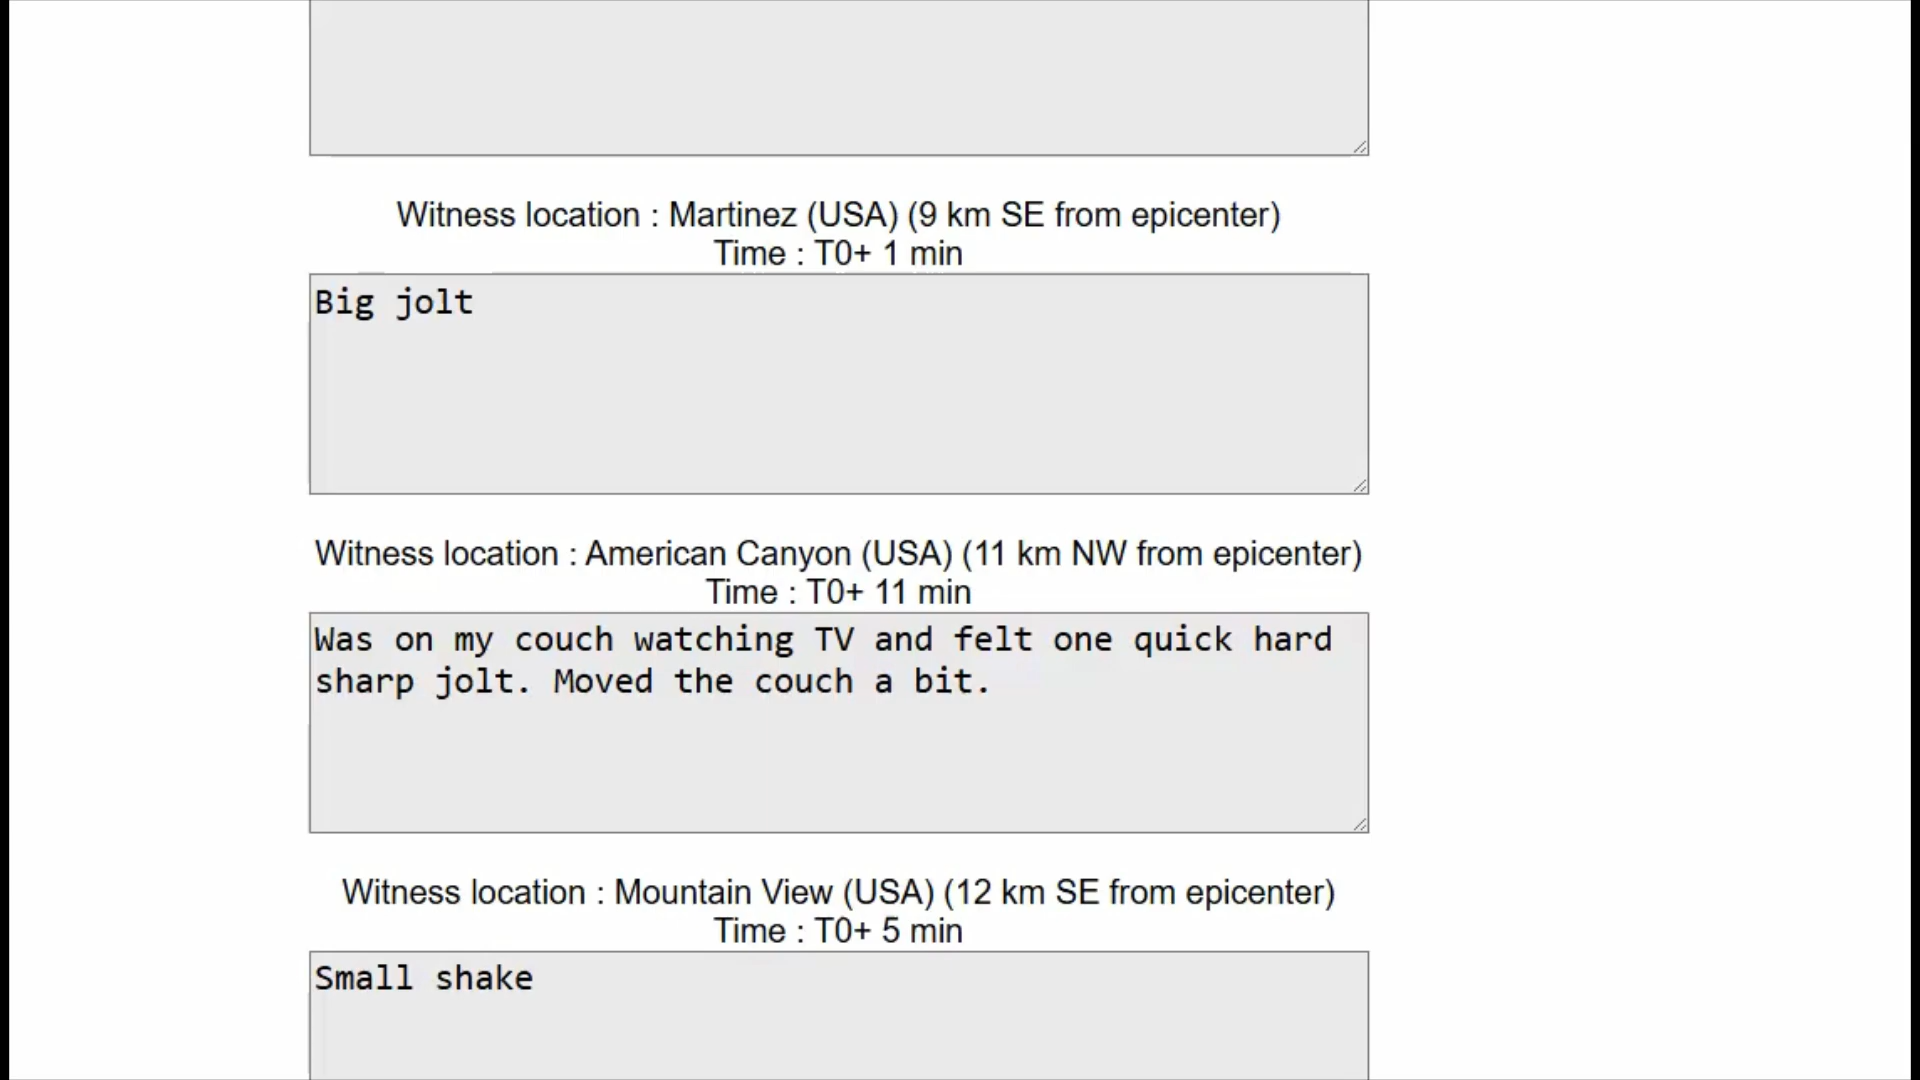 Witness location : Martinez (USA) (9 km SE from epicenter)
Time : T0+ 1 min
Big jolt
Witness location : American Canyon (USA) (11 km NW from epicenter)
Time : T0+ 11 min
Was on my couch watching TV and felt one quick hard
sharp jolt. Moved the couch a bit.
Witness location : Mountain View (USA) (12 km SE from epicenter)
Time : T0+ 5 min
Small shake